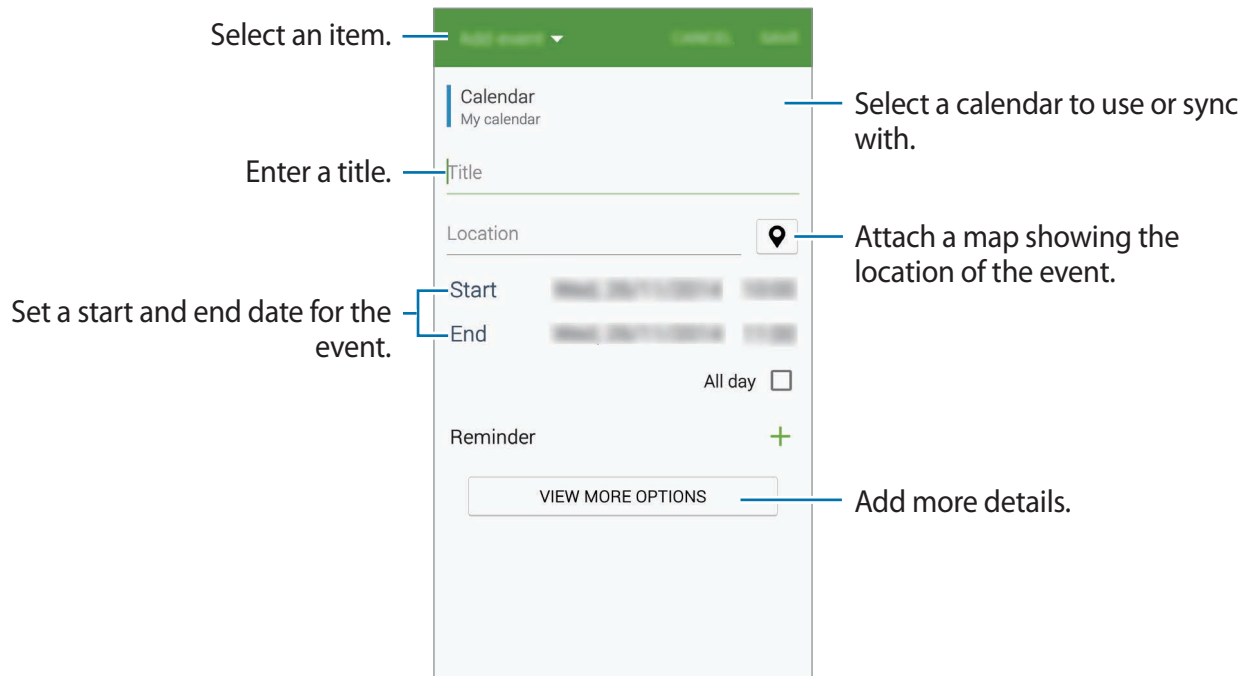 Select an item.
Calendar
My calendar
Select a calendar to use or sync
with.
Enter a title.
Title
Location
Attach a map showing the
location of the event.
Set a start and end date for the
event.
Start
End
All day
Reminder
VIEW MORE OPTIONS
Add more details.